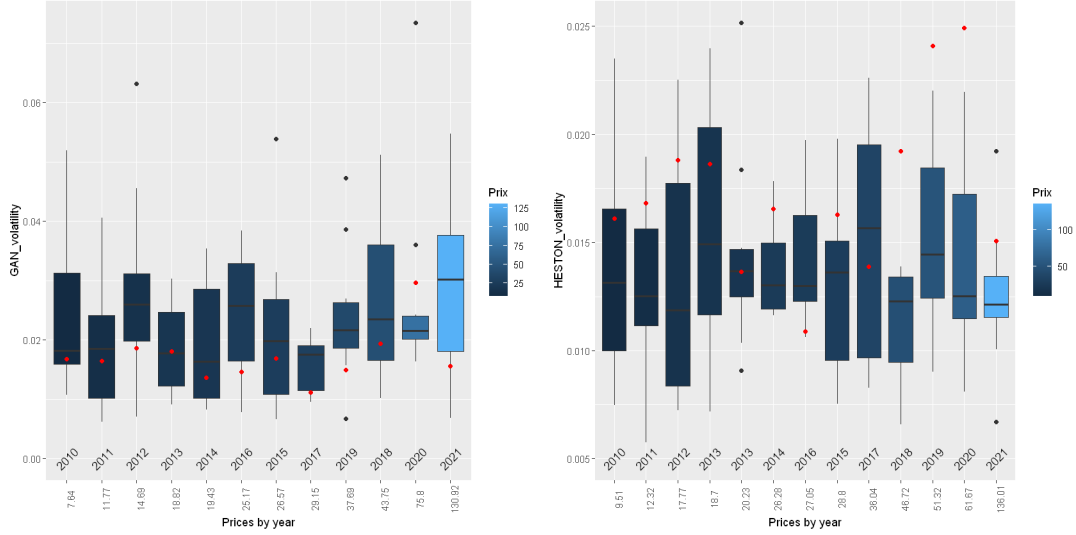 GAN_volatility
0.06
0.04
0.02
0.00
2010 2011 2012 2013 2014 2016 2015 2017 2019 2018 2020 2021
7.64 11.77 14.69 18.82 19.43 25.17 26.57 29.15 37.69 43.75 75.8 130.92
Prices by year
Prix
125
100
75
50
25
HESTON_volatility
0.025
0.020
0.015
0.010
0.005
2010 2011 2012 2013 2013 2014 2016 2015 2017 2018 2019 2020 2021
9.51 12.32 17.77 18.7 20.23 26.28 27.05 28.8 36.04 46.72 51.32 61.67 136.01
Prices by year
Prix
100
50